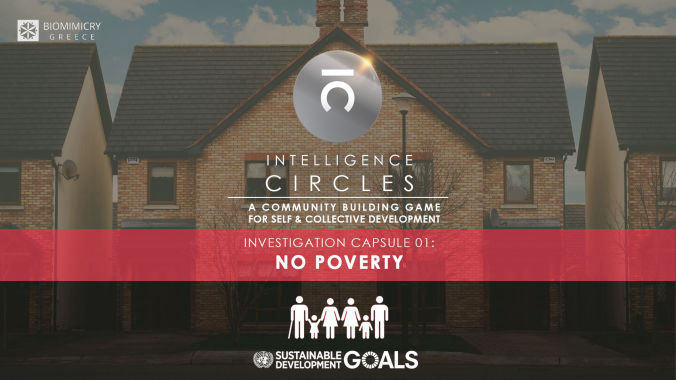 BIOMIMICRY
GREECE
INTELLIGENCE
CIRCLES
A COMMUNITY BUILDING GAME
FOR SELF & COLLECTIVE DEVELOPMENT
INVESTIGATION CAPSULE 01:
NO POVERTY
SUSTAINABLE
DEVELOPMENT
GOALS